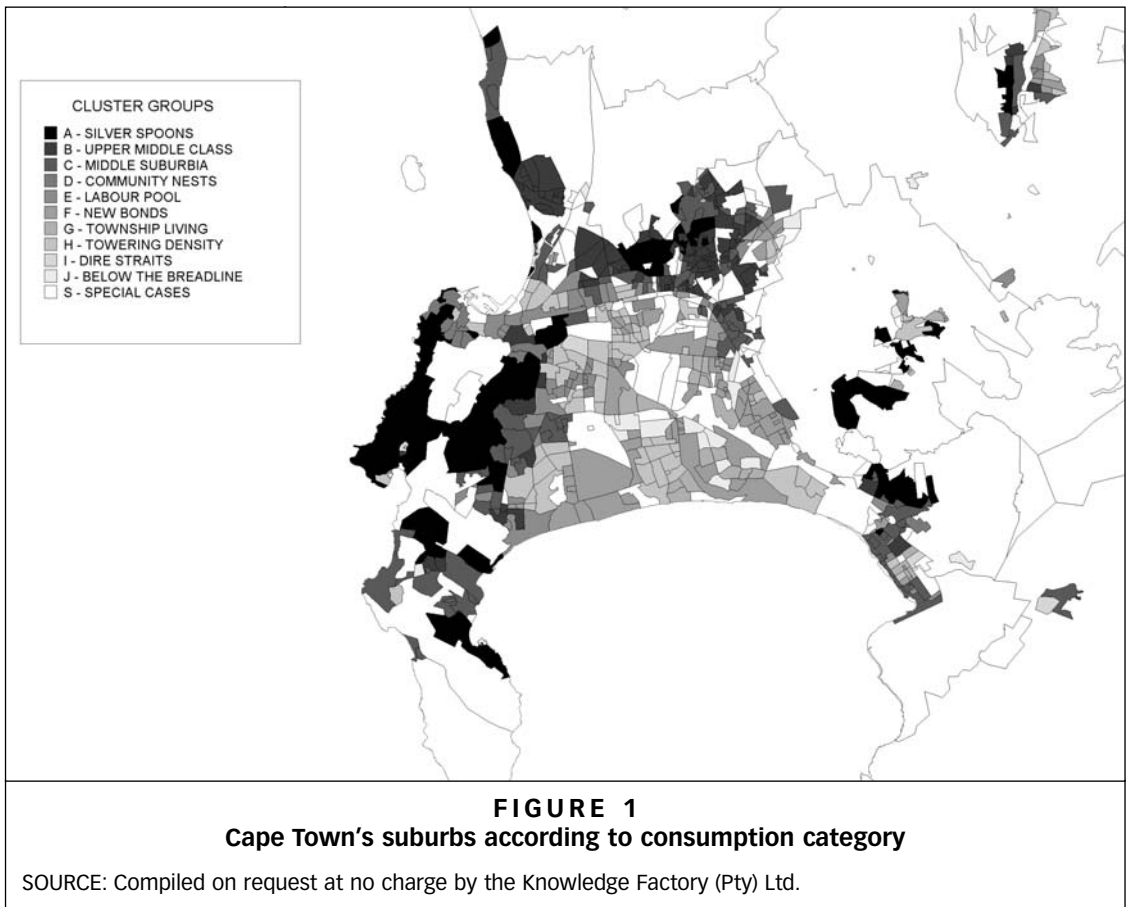 CLUSTER GROUPS
A - SILVER SPOONS
B - UPPER MIDDLE CLASS
C - MIDDLE SUBURBIA
D - COMMUNITY NESTS
E - LABOUR POOL
F - NEW BONDS
G - TOWNSHIP LIVING
H - TOWERING DENSITY
I - DIRE STRAITS
J - BELOW THE BREADLINE
S - SPECIAL CASES
FIGURE 1
Cape Town's suburbs according to consumption category
SOURCE: Compiled on request at no charge by the Knowledge Factory (Pty) Ltd.